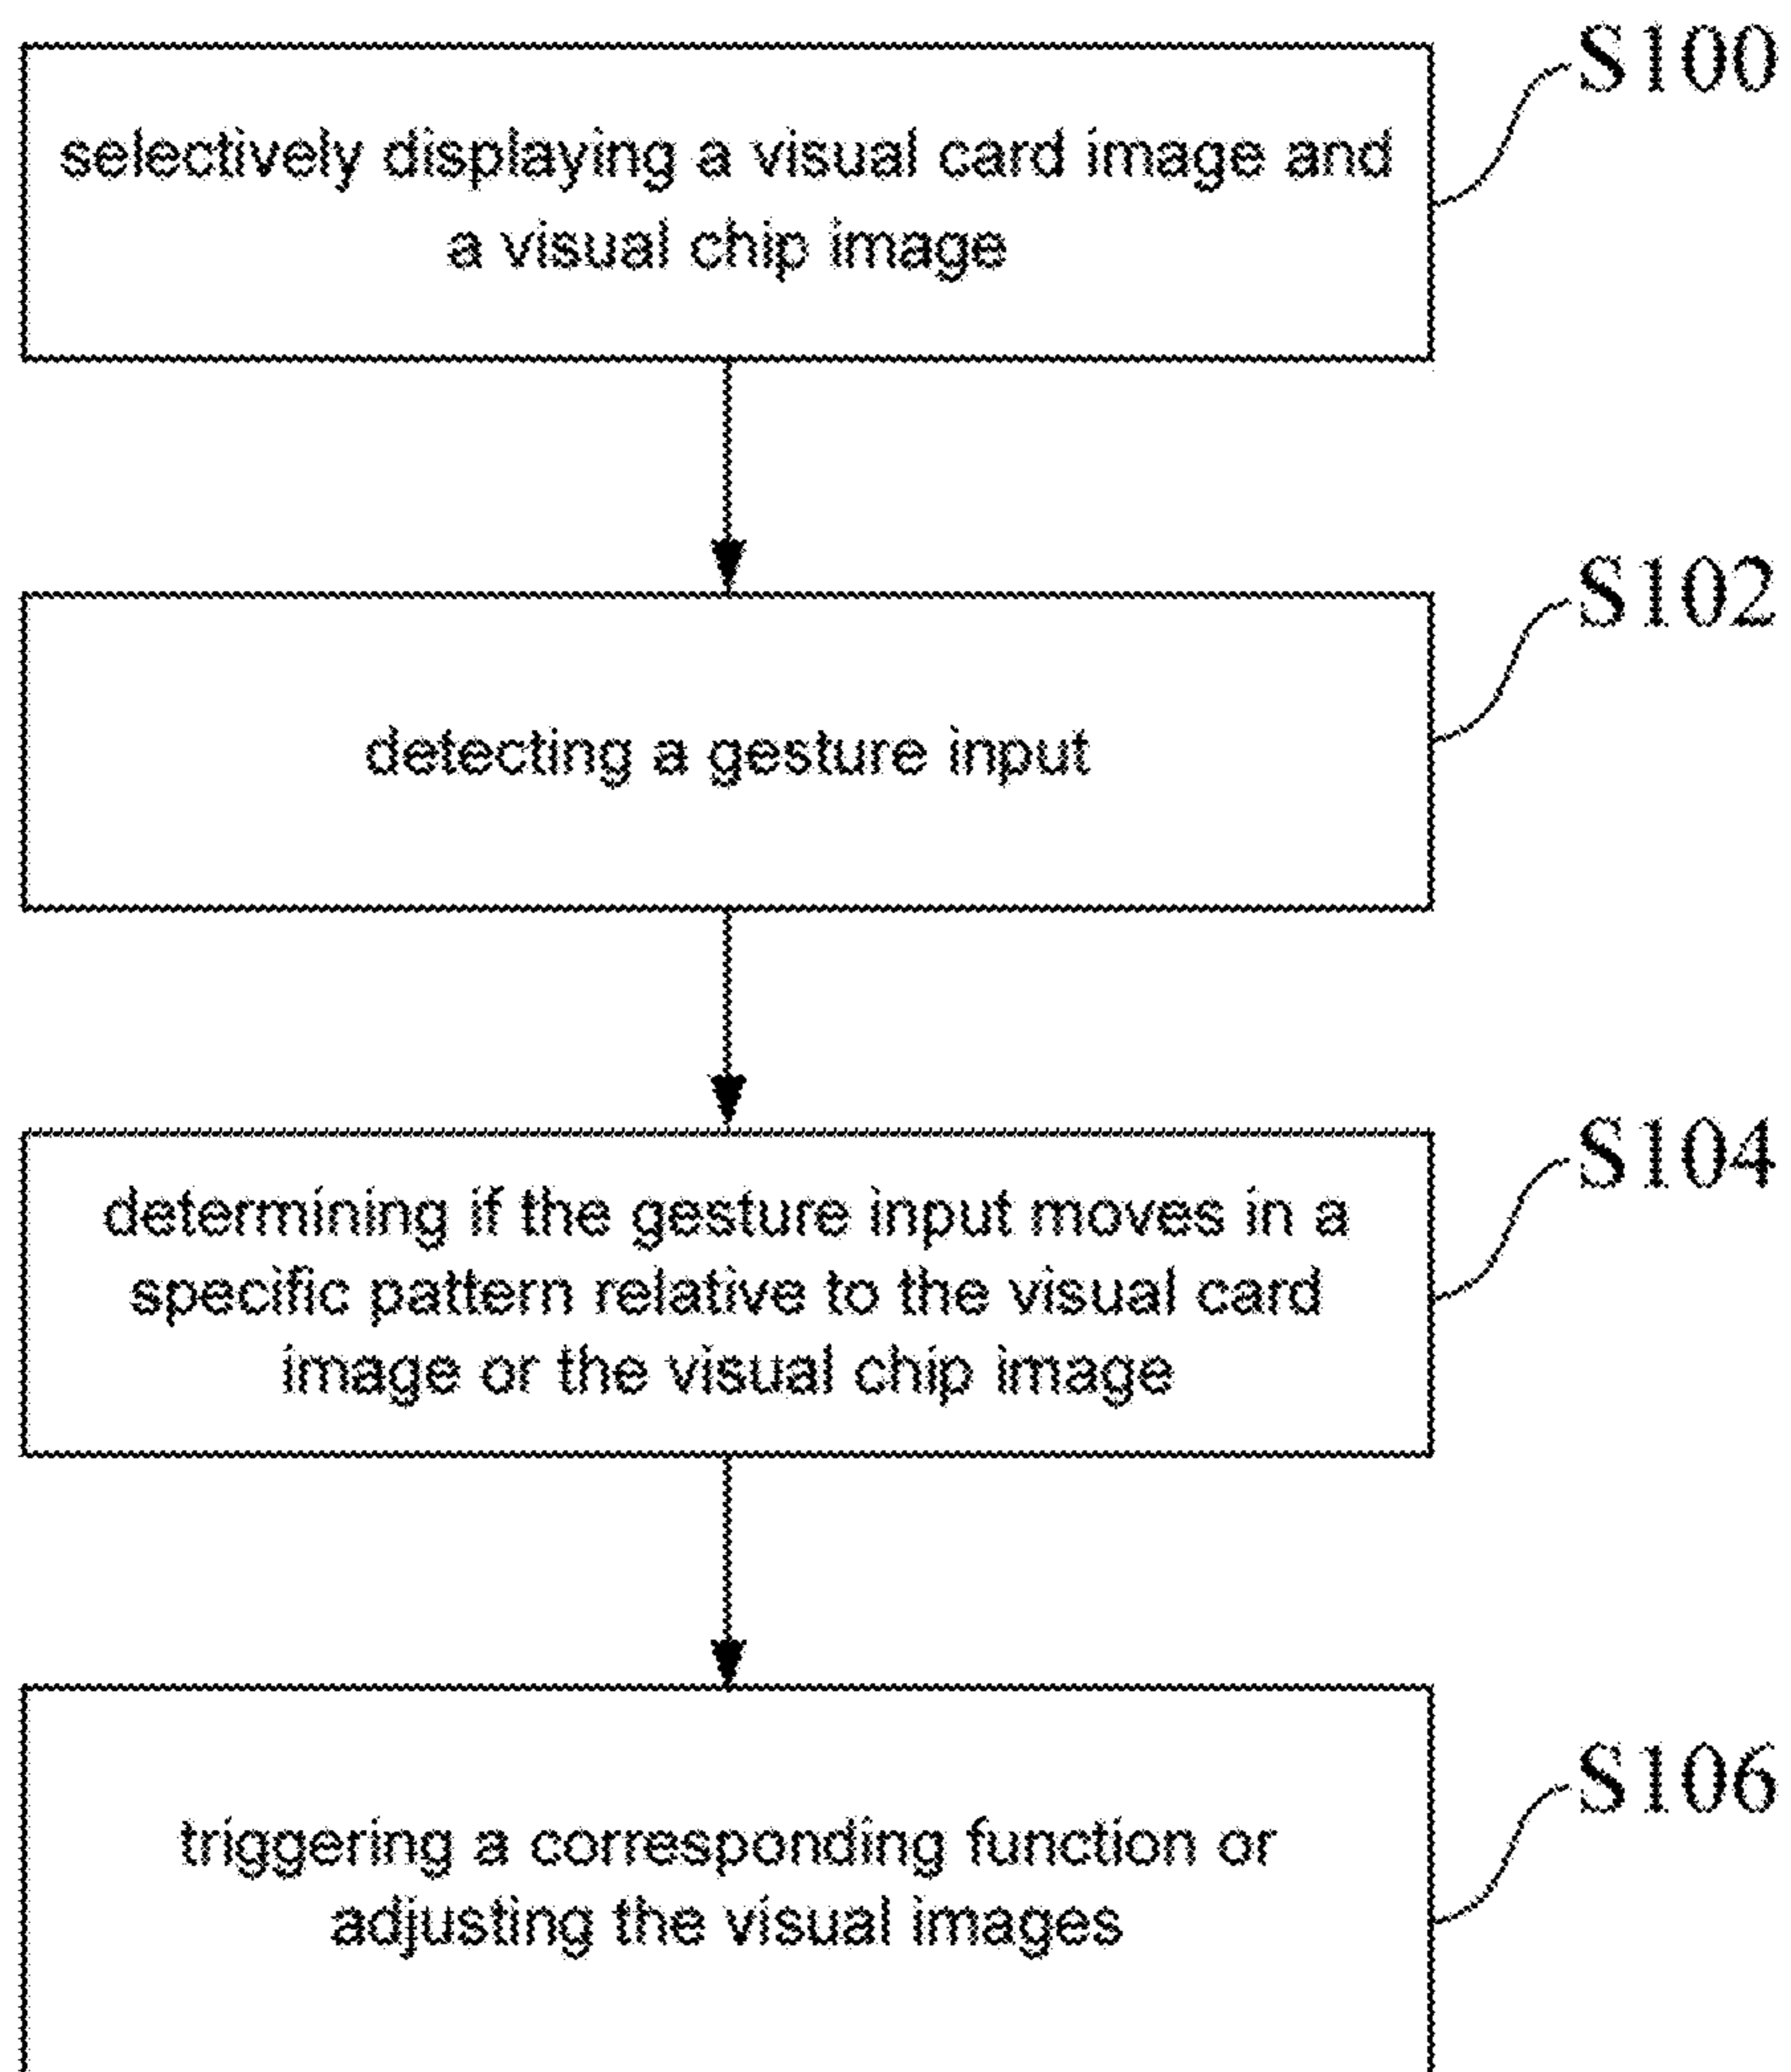 S100
selectively displaying a visual card image and
a visual chip image
S102
detecting a gesture input
S104
determining if the gesture input moves in a
specific pattern relative to the visual card
image or the visual chip image
S106
triggering a corresponding function or
adjusting the visual images